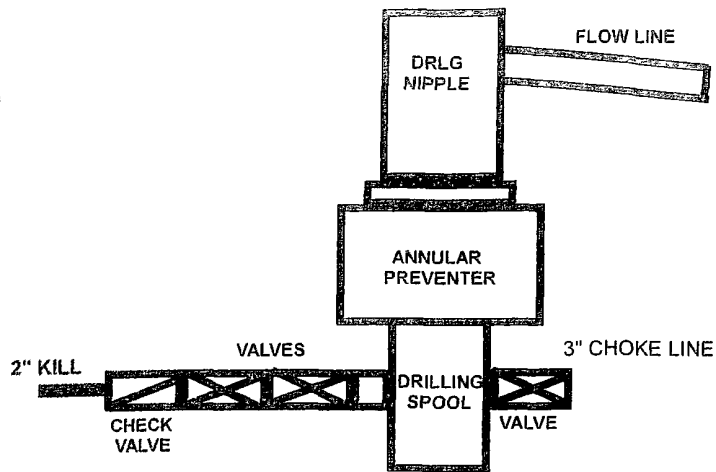 FLOW LINE
DRLG
NIPPLE
ANNULAR
PREVENTER
VALVES
3" CHOKE LINE
2" KILL
DRILLING
SPOOL
CHECK
VALVE
VALVE